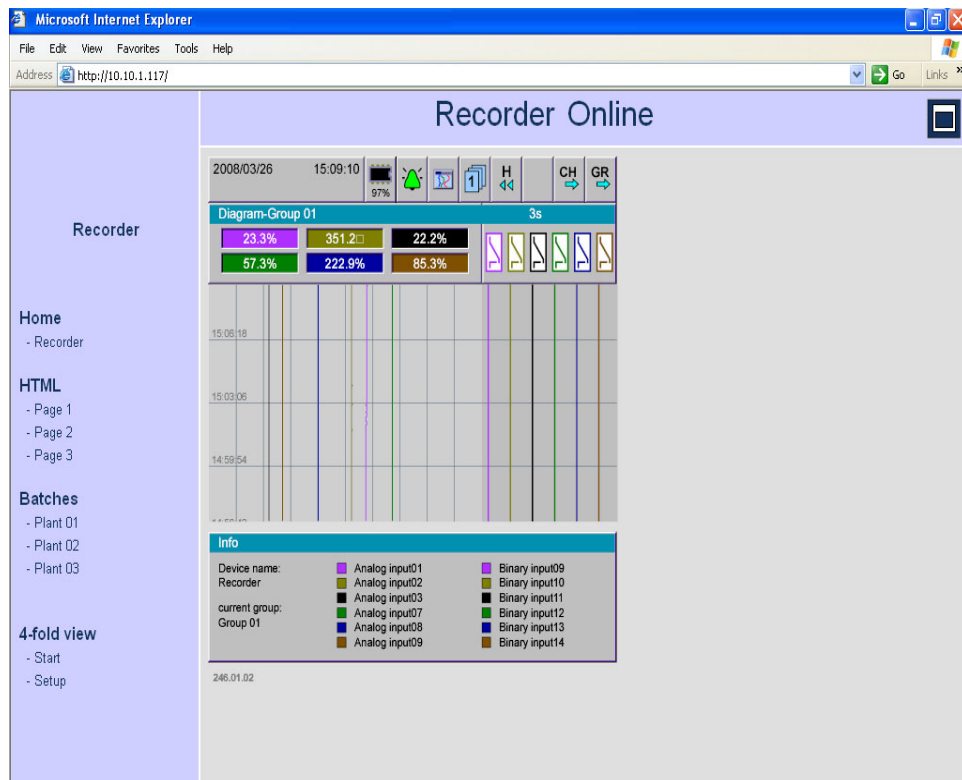 Microsoft Internet Explorer
File Edit View Favorites Tools Help
Address http://10.10.1.117/ Go Links »
Recorder Online
Recorder
Home
- Recorder
HTML
- Page 1
- Page 2
- Page 3
Batches
- Plant 01
- Plant 02
- Plant 03
4-fold view
- Start
- Setup
2008/03/26 15:09:10 97% 1 H CH GR
Diagram-Group 01 3s
23.3% 351.2□ 22.2%
57.3% 222.9% 85.3%
15:06:18
15:03:06
14:59:54
Info
Device name:
Recorder
current group:
Group 01
Analog input01
Analog input02
Analog input03
Analog input07
Analog input08
Analog input09
Binary input09
Binary input10
Binary input11
Binary input12
Binary input13
Binary input14
246.01.02